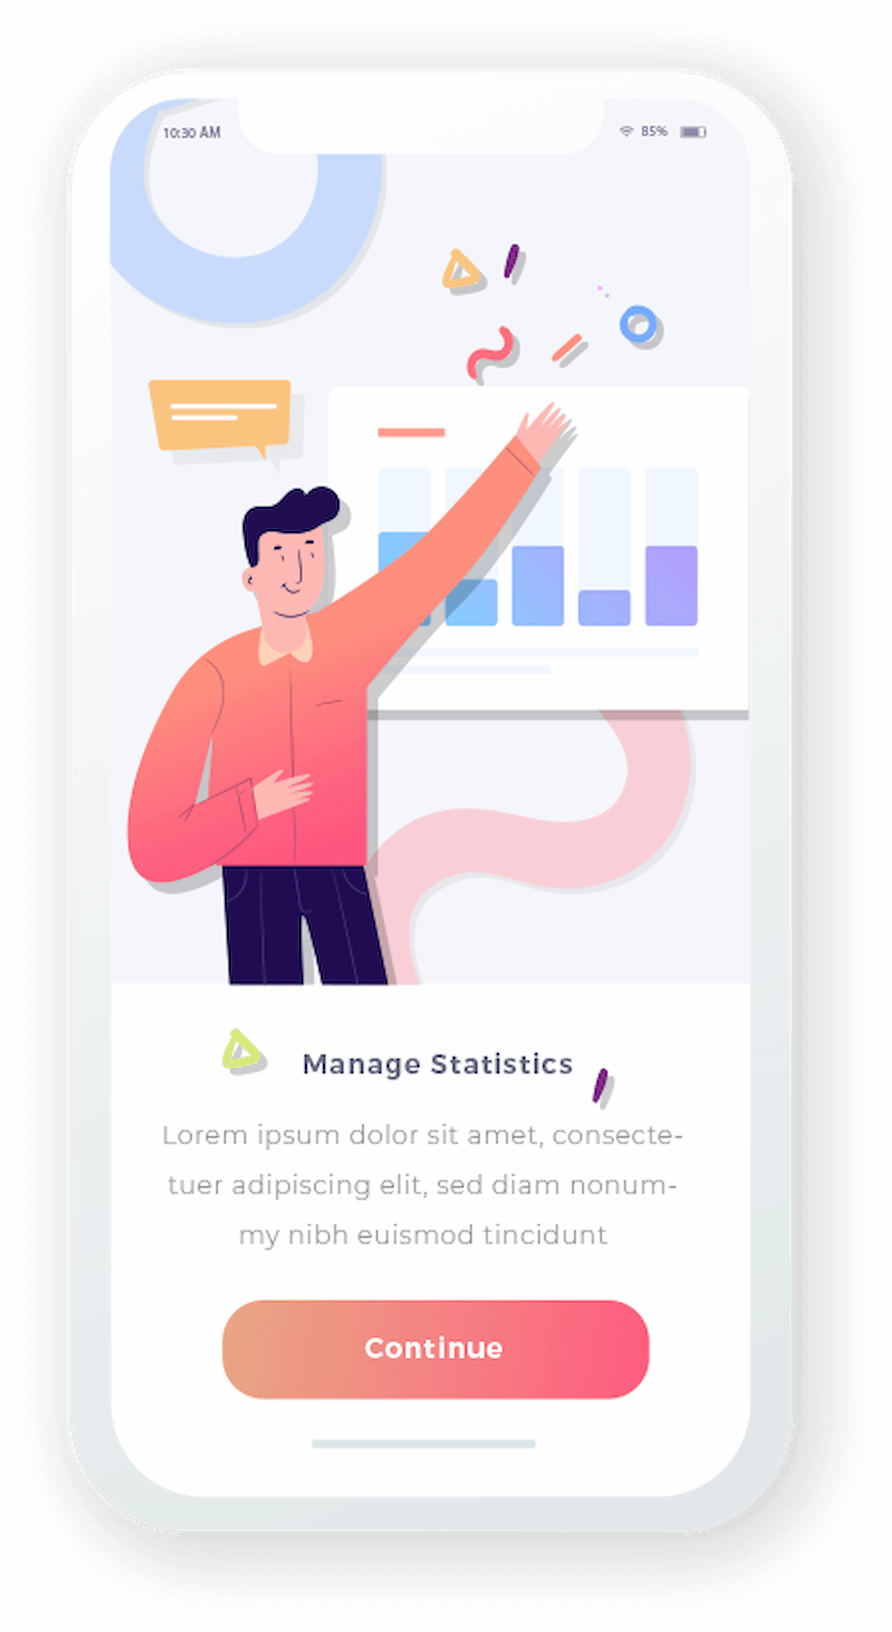 10:30 AM 85%
Manage Statistics
Lorem ipsum dolor sit amet, consecte-
tuer adipiscing elit, sed diam nonum-
my nibh euismod tincidunt
Continue